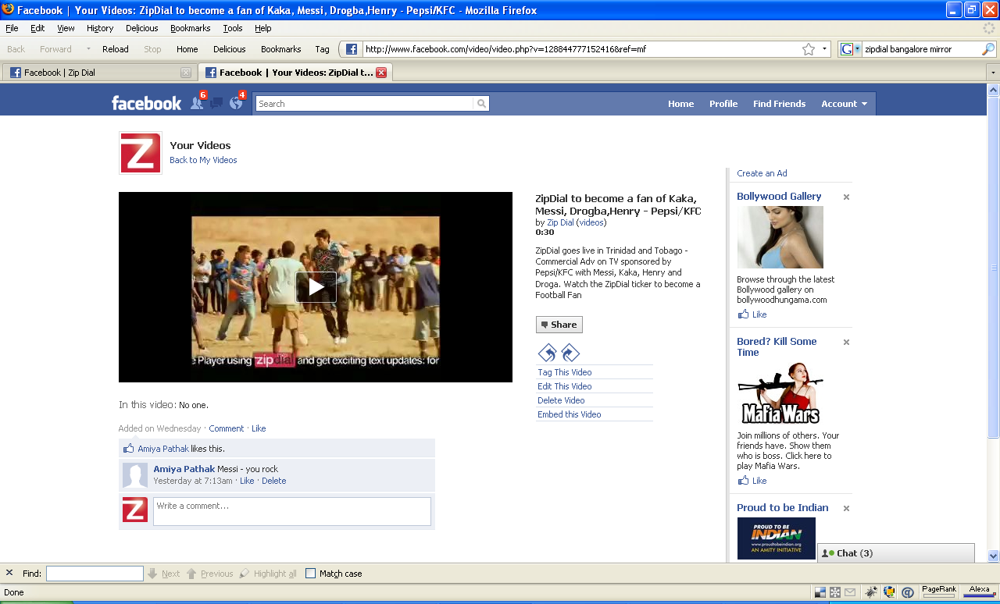 Facebook | Your Videos: ZipDial to become a fan of Kaka, Messi, Drogba,Henry - Pepsi/KFC - Mozilla Firefox
File Edit View History Delicious Bookmarks Tools Help
Back Forward Reload Stop Home Delicious Bookmarks Tag http://www.facebook.com/video/video.php?v=128844777152416&ref=mf G zipdial bangalore mirror
Facebook | Zip Dial
Facebook | Your Videos: ZipDial t...
facebook 6 4 Search Home Profile Find Friends Account
Z
Your Videos
Back to My Videos
e Player using zipdial and get exciting text updates: for
In this video: No one.
Added on Wednesday · Comment · Like
Amiya Pathak likes this.
Amiya Pathak Messi - you rock
Yesterday at 7:13am · Like · Delete
Z
Write a comment...
ZipDial to become a fan of Kaka,
Messi, Drogba,Henry - Pepsi/KFC
by Zip Dial (videos)
0:30
ZipDial goes live in Trinidad and Tobago -
Commercial Adv on TV sponsored by
Pepsi/KFC with Messi, Kaka, Henry and
Droga. Watch the ZipDial ticker to become a
Football Fan
Share
Tag This Video
Edit This Video
Delete Video
Embed this Video
Create an Ad
Bollywood Gallery
Browse through the latest
Bollywood gallery on
bollywoodhungama.com
Like
Bored? Kill Some
Time
Mafia Wars
Join millions of others. Your
friends have. Show them
who is boss. Click here to
play Mafia Wars.
Like
Proud to be Indian
PROUD TO BE
INDIAN
www.proudtobeindian.org
AN AMITY INITIATIVE
Chat (3)
Find: Next Previous Highlight all Match case
Done
PageRank
Alexa